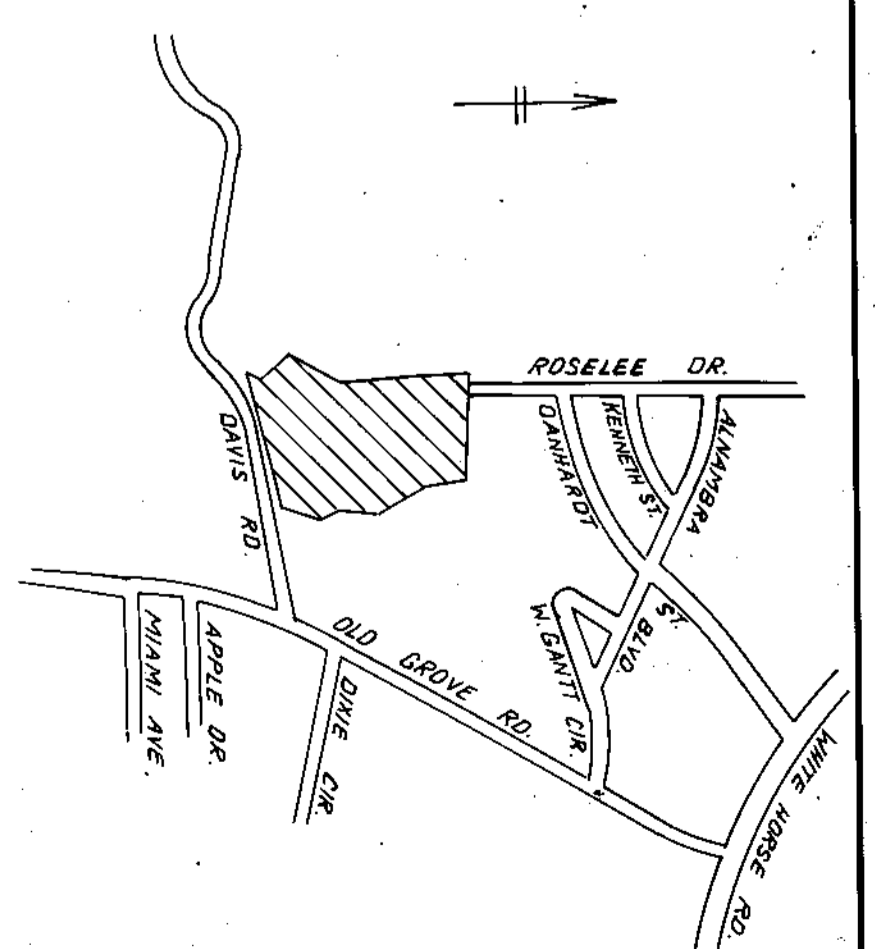 ROSELEE DR.
DANHARDT
ST.
KENNETH ST.
ALNAMBRA
BLVD.
DAVIS RD.
W. GANTT CIR.
OLD GROVE RD.
MIAMI AVE.
APPLE DR.
DIXIE CIR.
WHITE HORSE RD.